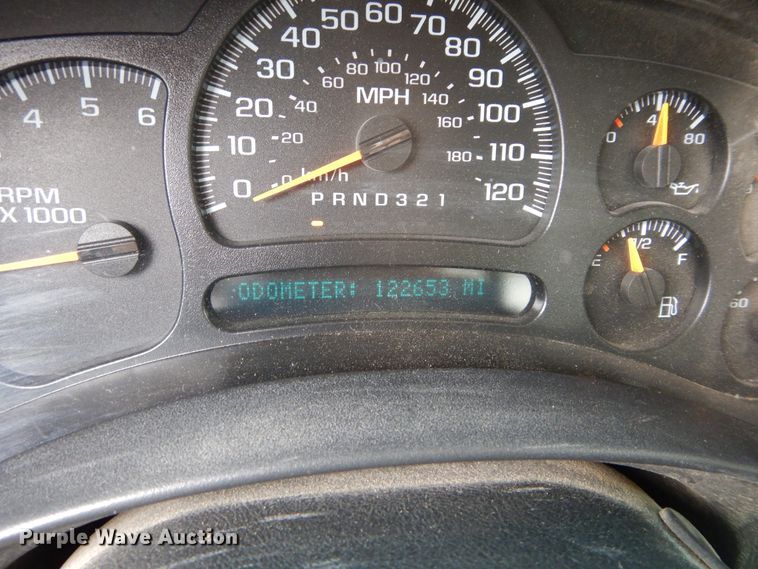 4 5 6
RPM
X 1000
0 10 20 30 40 50 60 70 80 90 100 110 120
0 20 40 60 80 100 120 140 160 180
MPH
km/h
P R N D 3 2 1
0 4 80
E 1/2 F
60
ODOMETER: 122653 MI
Purple Wave Auction